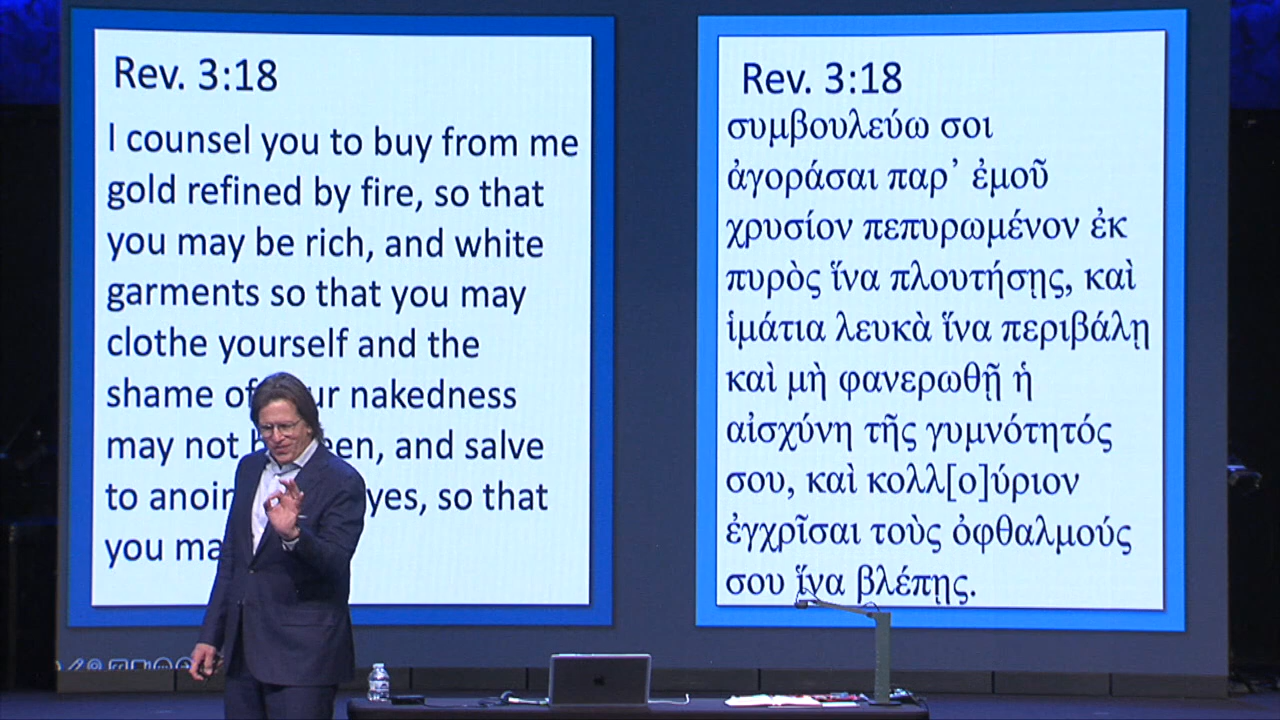 Rev. 3:18
I counsel you to buy from me
gold refined by fire, so that
you may be rich, and white
garments so that you may
clothe yourself and the
shame of nakedness
may not and salve
to so that
you
Rev. 3:18
συμβουλεύω σοι
ἀγοράσαι παρ᾽ ἐμοῦ
χρυσίον πεπυρωμένον ἐκ
πυρὸς ἵνα πλουτήσῃς, καὶ
ἱμάτια λευκὰ ἵνα περιβάλῃ
καὶ μὴ φανερωθῇ ἡ
αἰσχύνη τῆς γυμνότητός
σου, καὶ κολλ[ο]ύριον
ἐγχρῖσαι τοὺς ὀφθαλμούς
σου ἵνα βλέπῃς.